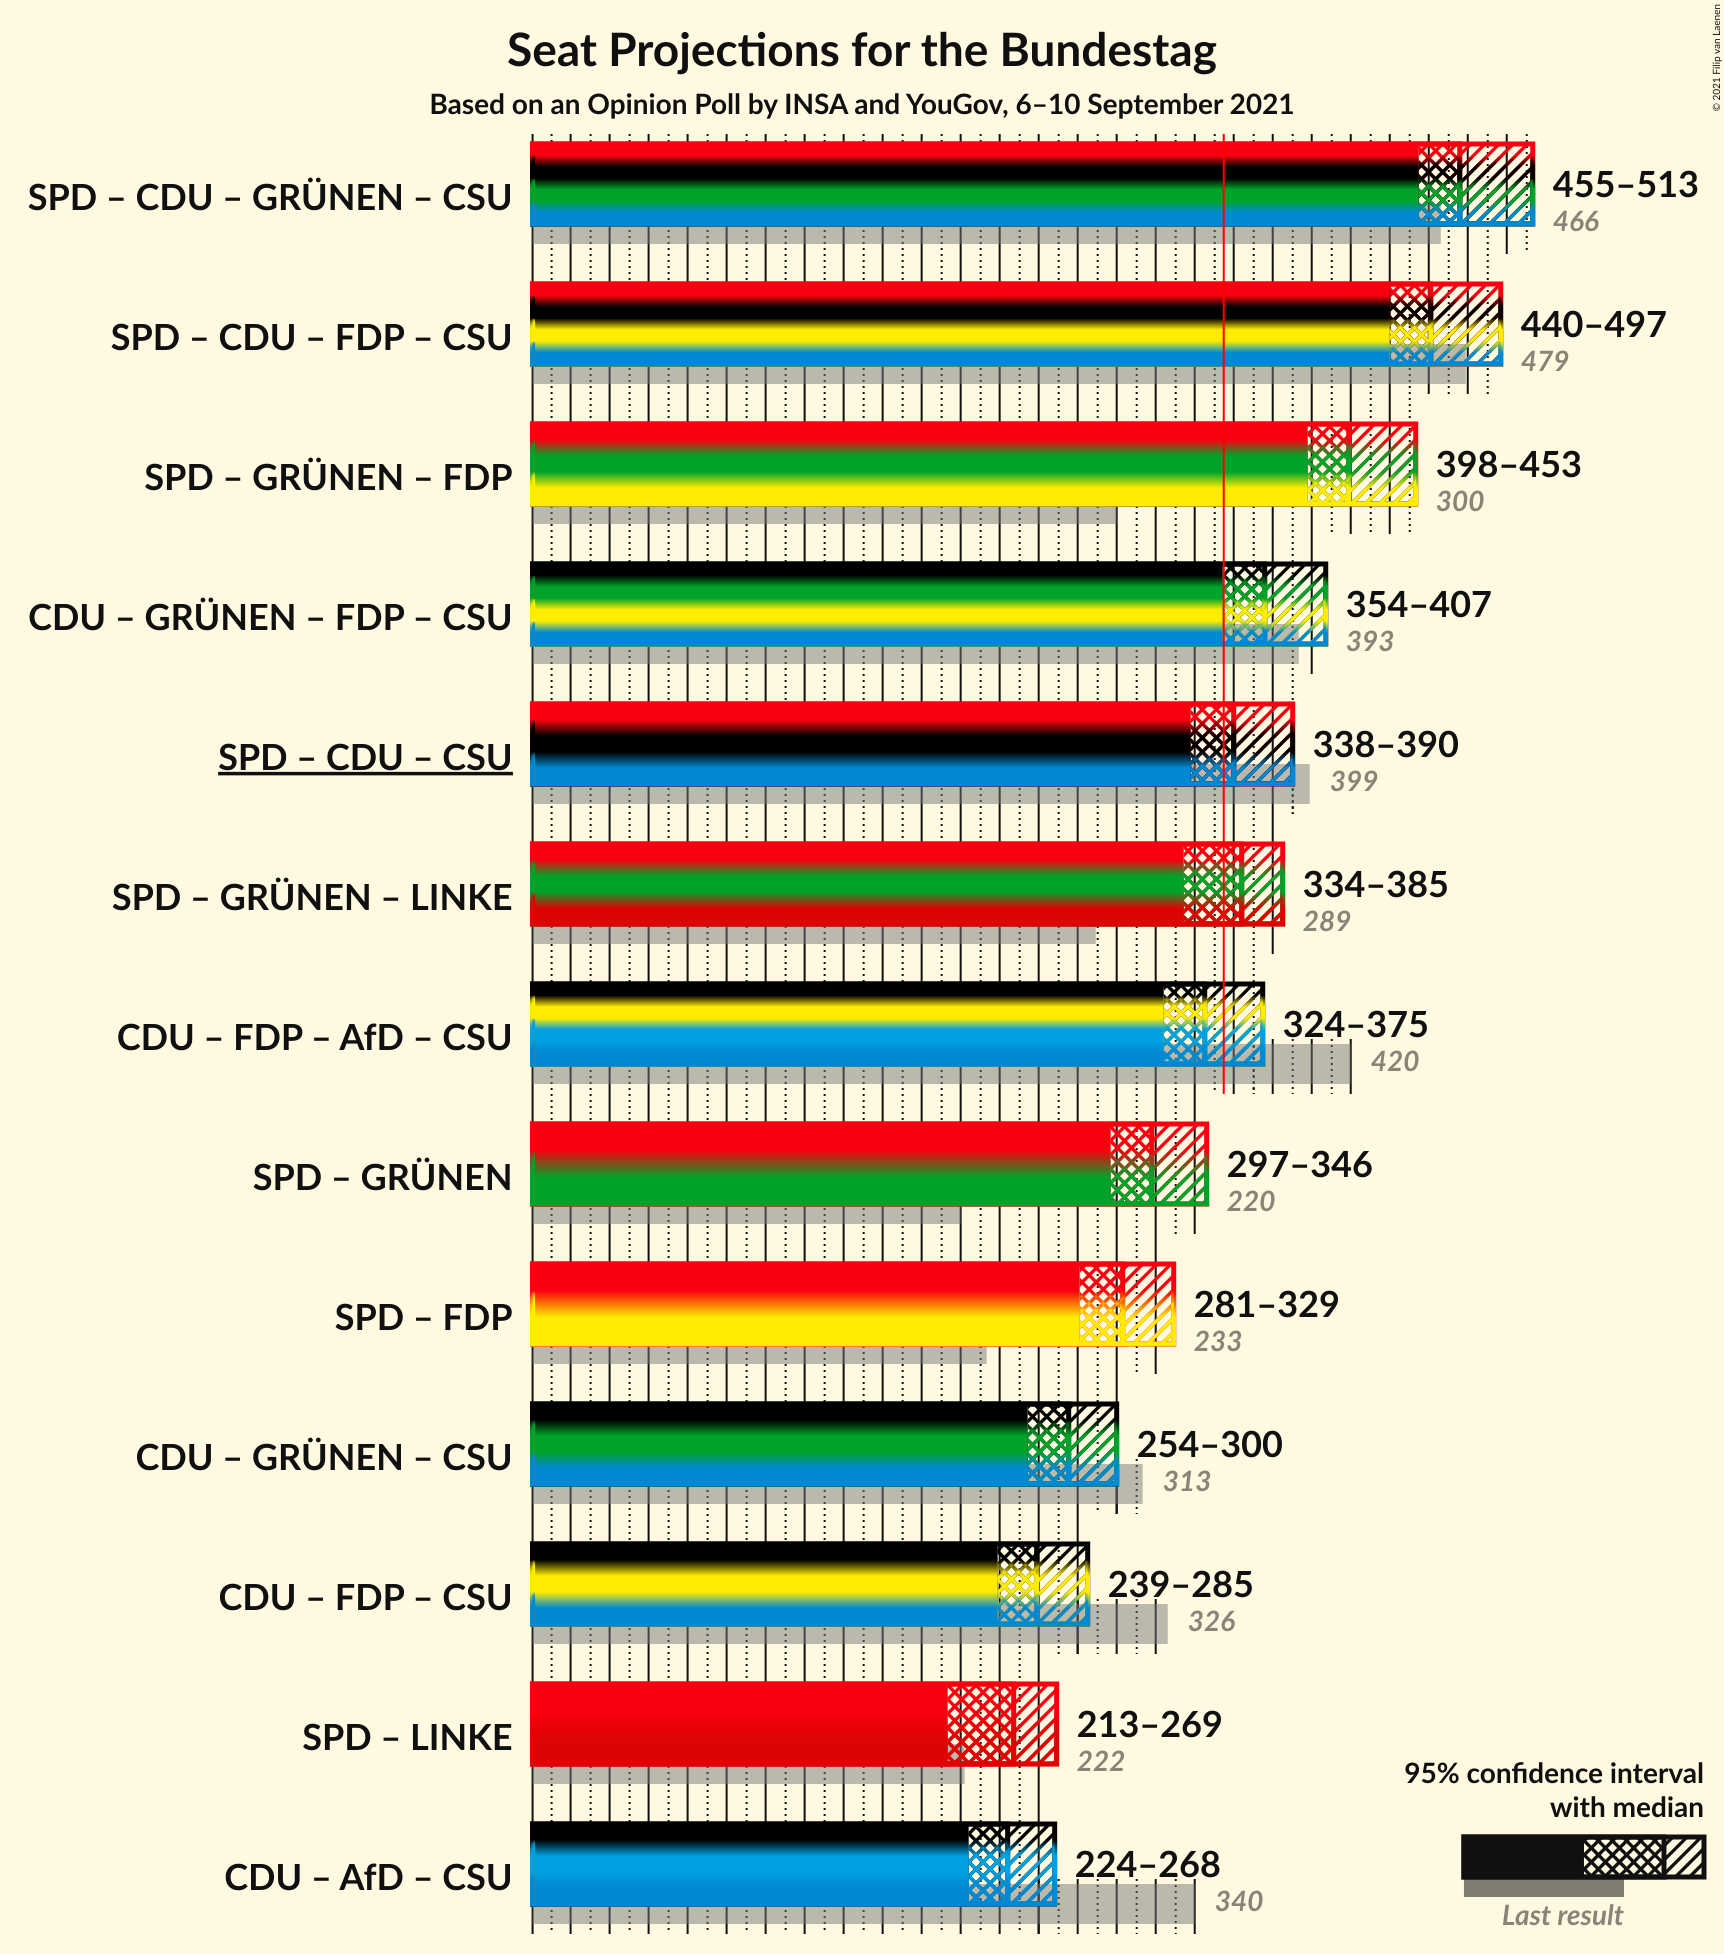 Seat Projections for the Bundestag
Based on an Opinion Poll by INSA and YouGov, 6–10 September 2021
© 2021 Filip van Laenen
SPD – CDU – GRÜNEN – CSU
455–513
466
SPD – CDU – FDP – CSU
440–497
479
SPD – GRÜNEN – FDP
398–453
300
CDU – GRÜNEN – FDP – CSU
354–407
393
SPD – CDU – CSU
338–390
399
SPD – GRÜNEN – LINKE
334–385
289
CDU – FDP – AfD – CSU
324–375
420
SPD – GRÜNEN
297–346
220
SPD – FDP
281–329
233
CDU – GRÜNEN – CSU
254–300
313
CDU – FDP – CSU
239–285
326
SPD – LINKE
213–269
222
CDU – AfD – CSU
224–268
340
95% confidence interval
with median
Last result